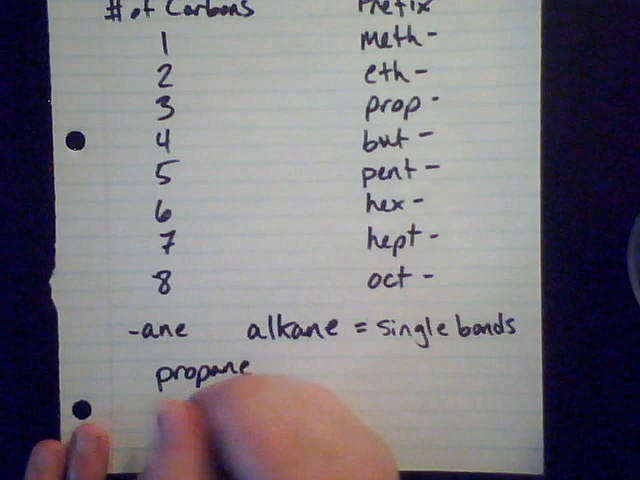 # of Carbons Prefix
1 Meth-
2 eth-
3 prop-
4 but-
5 pent-
6 hex-
7 hept-
8 oct-
-ane alkane = single bonds
propane